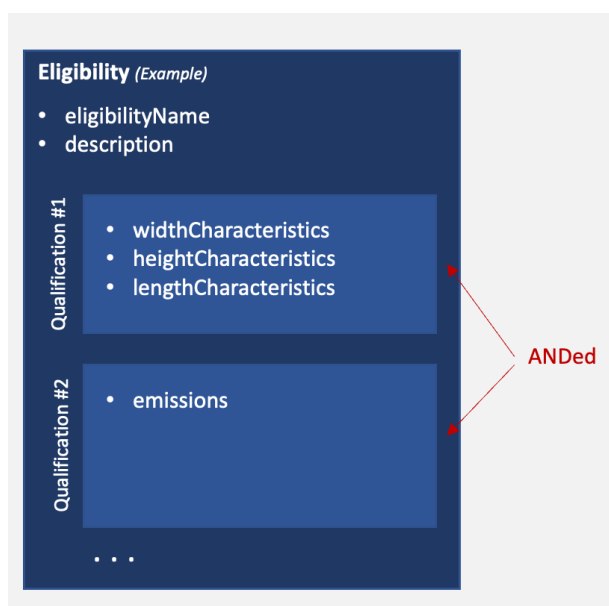 Eligibility (Example)
• eligibilityName
• description
Qualification #1
• widthCharacteristics
• heightCharacteristics
• lengthCharacteristics
ANDed
Qualification #2
• emissions
. . .